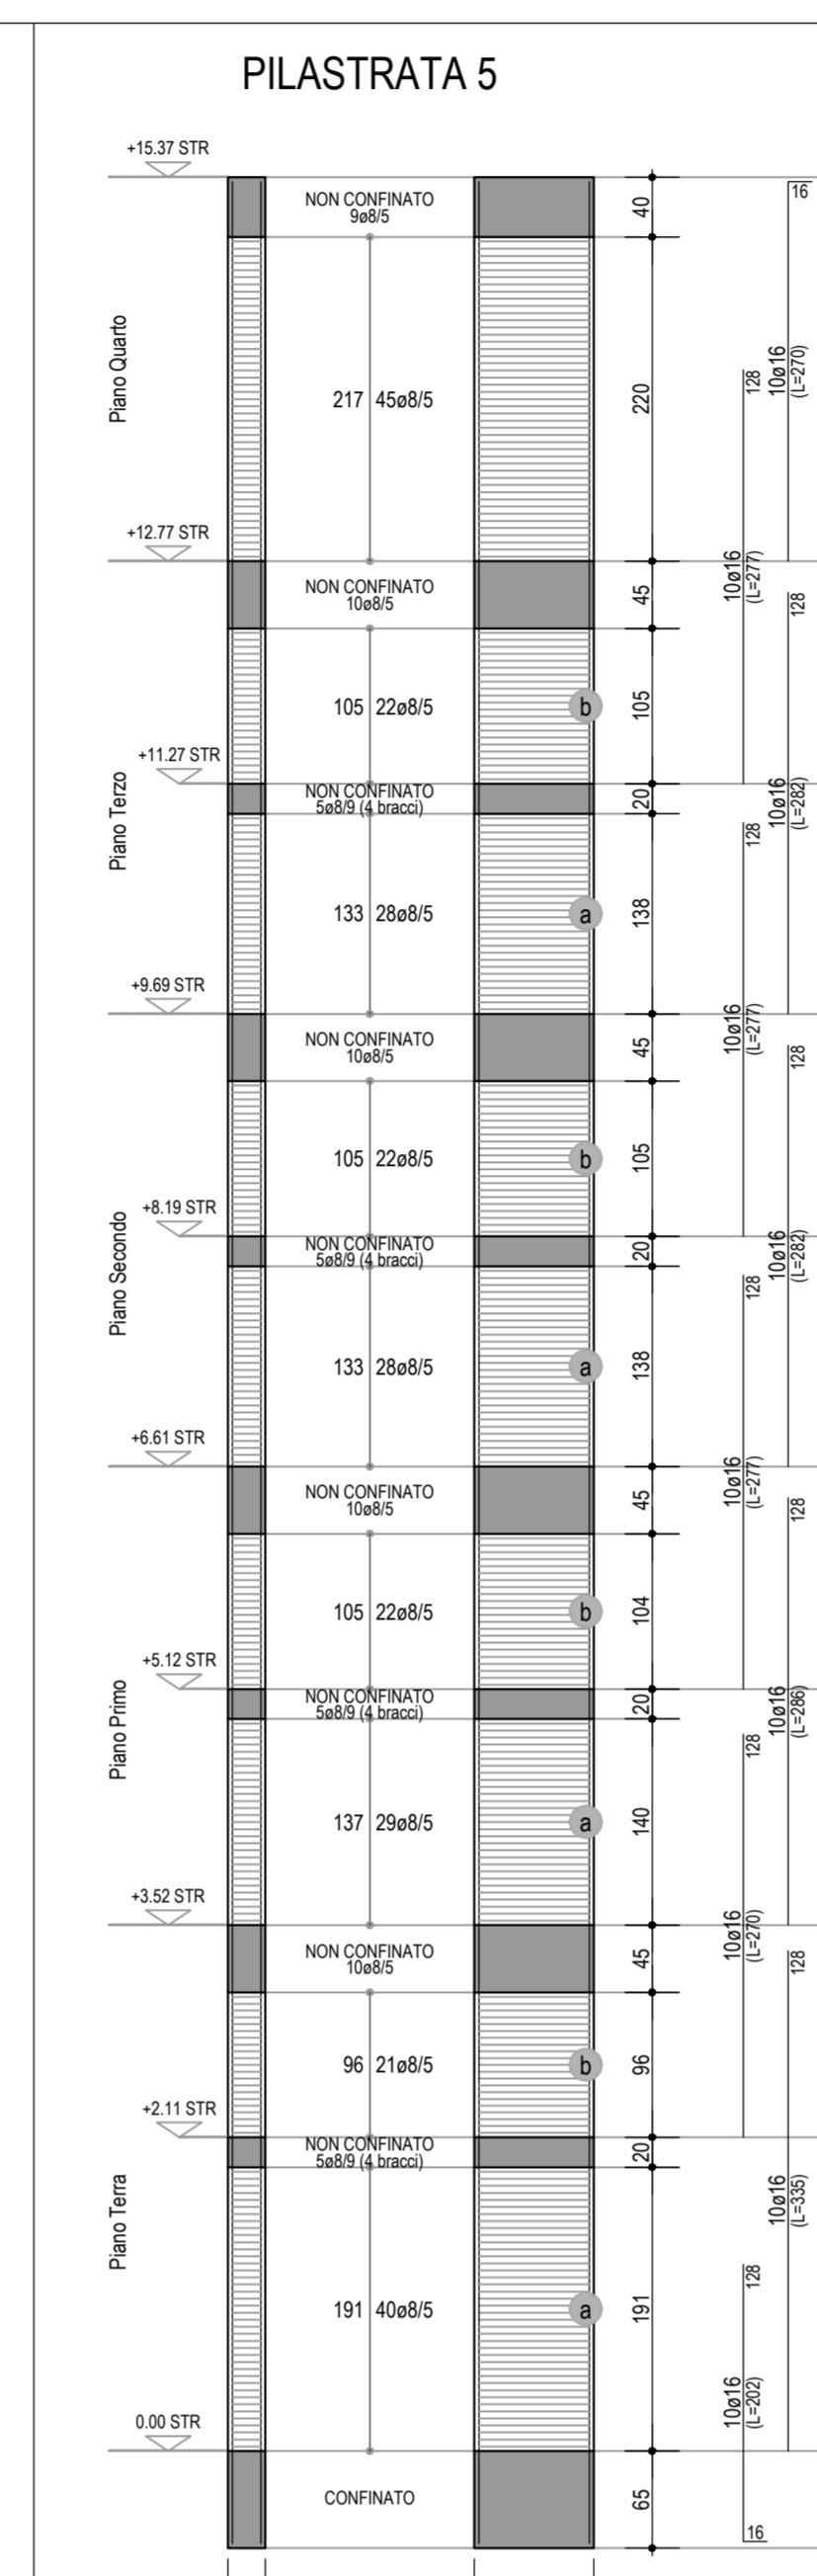 PILASTRATA 5
+15.37 STR
NON CONFINATO
9ø8/5
40
16
Piano Quarto
217 45ø8/5
220
128
10ø16
(L=270)
+12.77 STR
NON CONFINATO
10ø8/5
45
10ø16
(L=277)
128
105 22ø8/5
b
105
+11.27 STR
NON CONFINATO
5ø8/9 (4 bracci)
20
10ø16
(L=282)
Piano Terzo
128
133 28ø8/5
a
138
+9.69 STR
NON CONFINATO
10ø8/5
45
10ø16
(L=277)
128
105 22ø8/5
b
105
+8.19 STR
NON CONFINATO
5ø8/9 (4 bracci)
20
10ø16
(L=282)
Piano Secondo
128
133 28ø8/5
a
138
+6.61 STR
NON CONFINATO
10ø8/5
45
10ø16
(L=277)
128
105 22ø8/5
b
104
+5.12 STR
NON CONFINATO
5ø8/9 (4 bracci)
20
10ø16
(L=286)
Piano Primo
128
137 29ø8/5
a
140
+3.52 STR
NON CONFINATO
10ø8/5
45
10ø16
(L=270)
128
96 21ø8/5
b
96
+2.11 STR
NON CONFINATO
5ø8/9 (4 bracci)
20
10ø16
(L=335)
Piano Terra
128
191 40ø8/5
a
191
10ø16
(L=202)
0.00 STR
CONFINATO
65
16